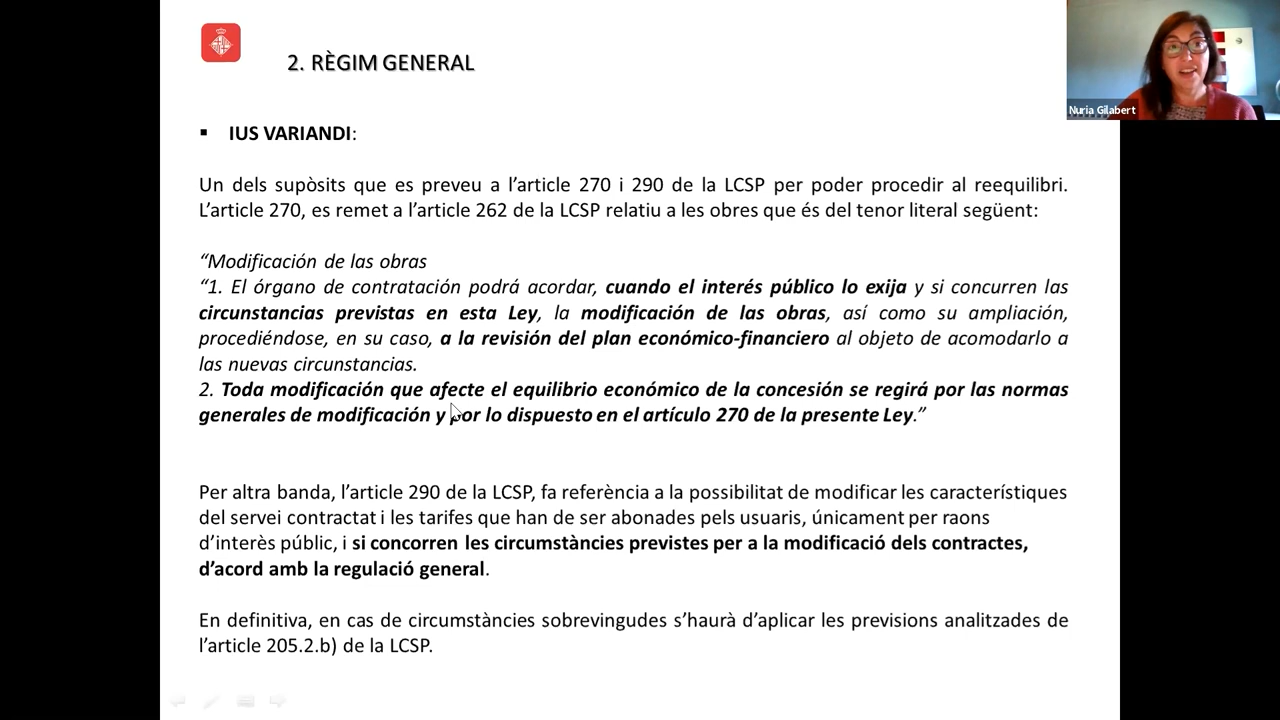 2. RÈGIM GENERAL
Nuria Gilabert
▪ IUS VARIANDI:
Un dels supòsits que es preveu a l’article 270 i 290 de la LCSP per poder procedir al reequilibri.
L’article 270, es remet a l’article 262 de la LCSP relatiu a les obres que és del tenor literal següent:
“Modificación de las obras
“1. El órgano de contratación podrá acordar, cuando el interés público lo exija y si concurren las
circunstancias previstas en esta Ley, la modificación de las obras, así como su ampliación,
procediéndose, en su caso, a la revisión del plan económico-financiero al objeto de acomodarlo a
las nuevas circunstancias.
2. Toda modificación que afecte el equilibrio económico de la concesión se regirá por las normas
generales de modificación y por lo dispuesto en el artículo 270 de la presente Ley.”
Per altra banda, l’article 290 de la LCSP, fa referència a la possibilitat de modificar les característiques
del servei contractat i les tarifes que han de ser abonades pels usuaris, únicament per raons
d’interès públic, i si concorren les circumstàncies previstes per a la modificació dels contractes,
d’acord amb la regulació general.
En definitiva, en cas de circumstàncies sobrevingudes s’haurà d’aplicar les previsions analitzades de
l’article 205.2.b) de la LCSP.